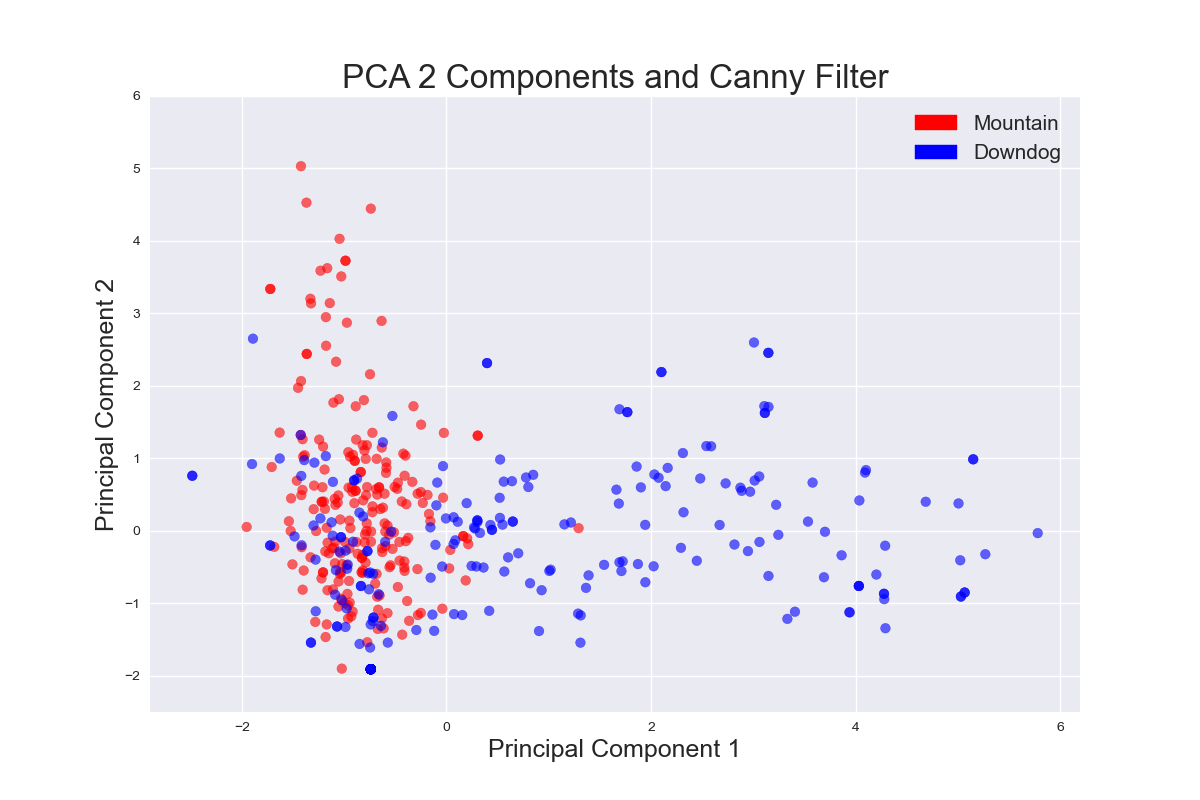 PCA 2 Components and Canny Filter
Mountain
Downdog
6
5
4
3
2
1
0
−1
−2
Principal Component 2
−2 0 2 4 6
Principal Component 1